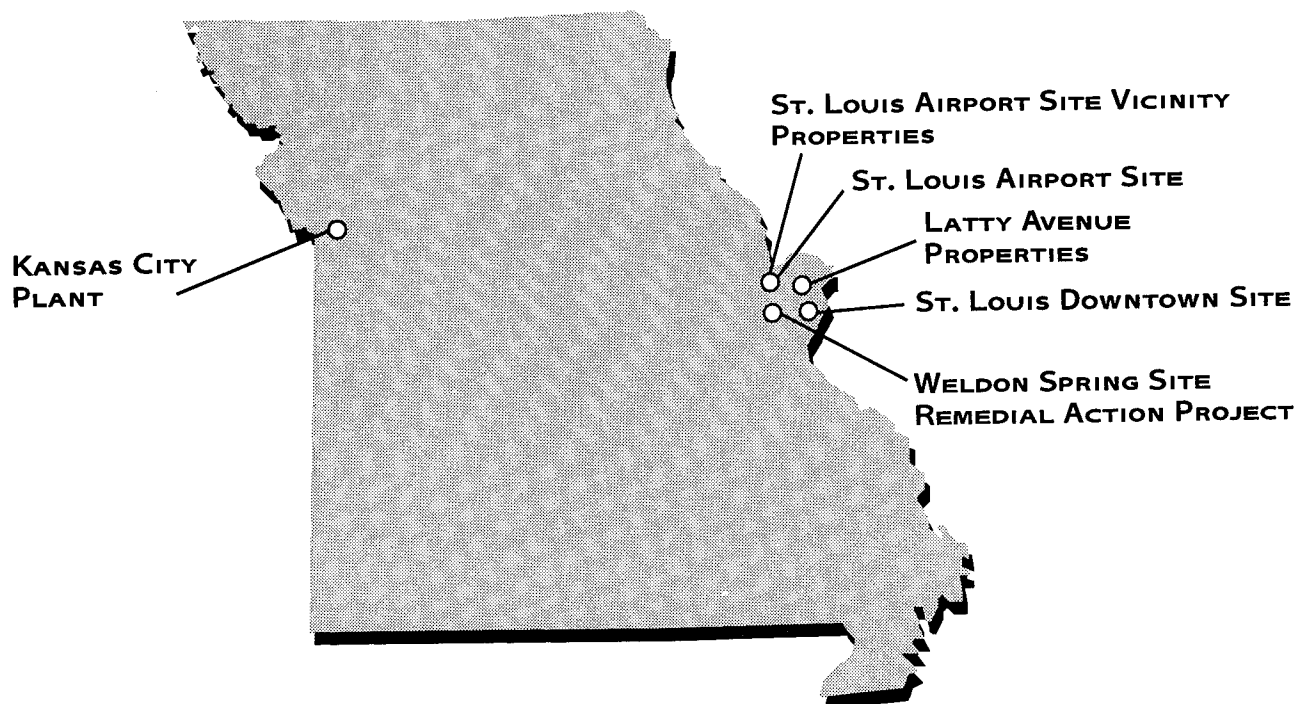 St. Louis Airport Site Vicinity
Properties
St. Louis Airport Site
Latty Avenue
Properties
Kansas City
Plant
St. Louis Downtown Site
Weldon Spring Site
Remedial Action Project